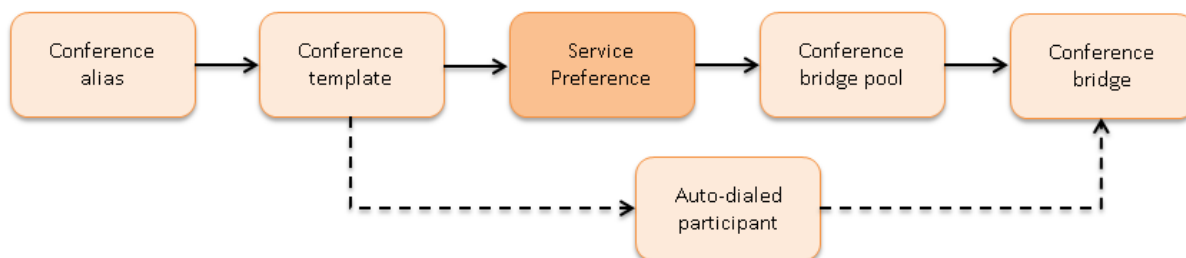 Conference
alias
Conference
template
Service
Preference
Conference
bridge pool
Conference
bridge
Auto-dialed
participant